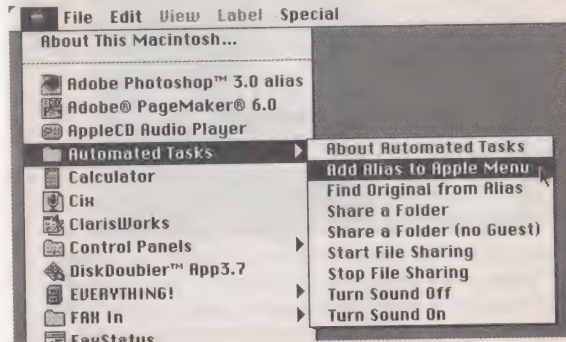 File Edit View Label Special
About This Macintosh...
Adobe Photoshop™ 3.0 alias
Adobe® PageMaker® 6.0
AppleCD Audio Player
Automated Tasks
Calculator
Cix
ClarisWorks
Control Panels
DiskDoubler™ App3.7
EVERYTHING!
FAX In
FaxStatus
About Automated Tasks
Add Alias to Apple Menu
Find Original from Alias
Share a Folder
Share a Folder (no Guest)
Start File Sharing
Stop File Sharing
Turn Sound Off
Turn Sound On